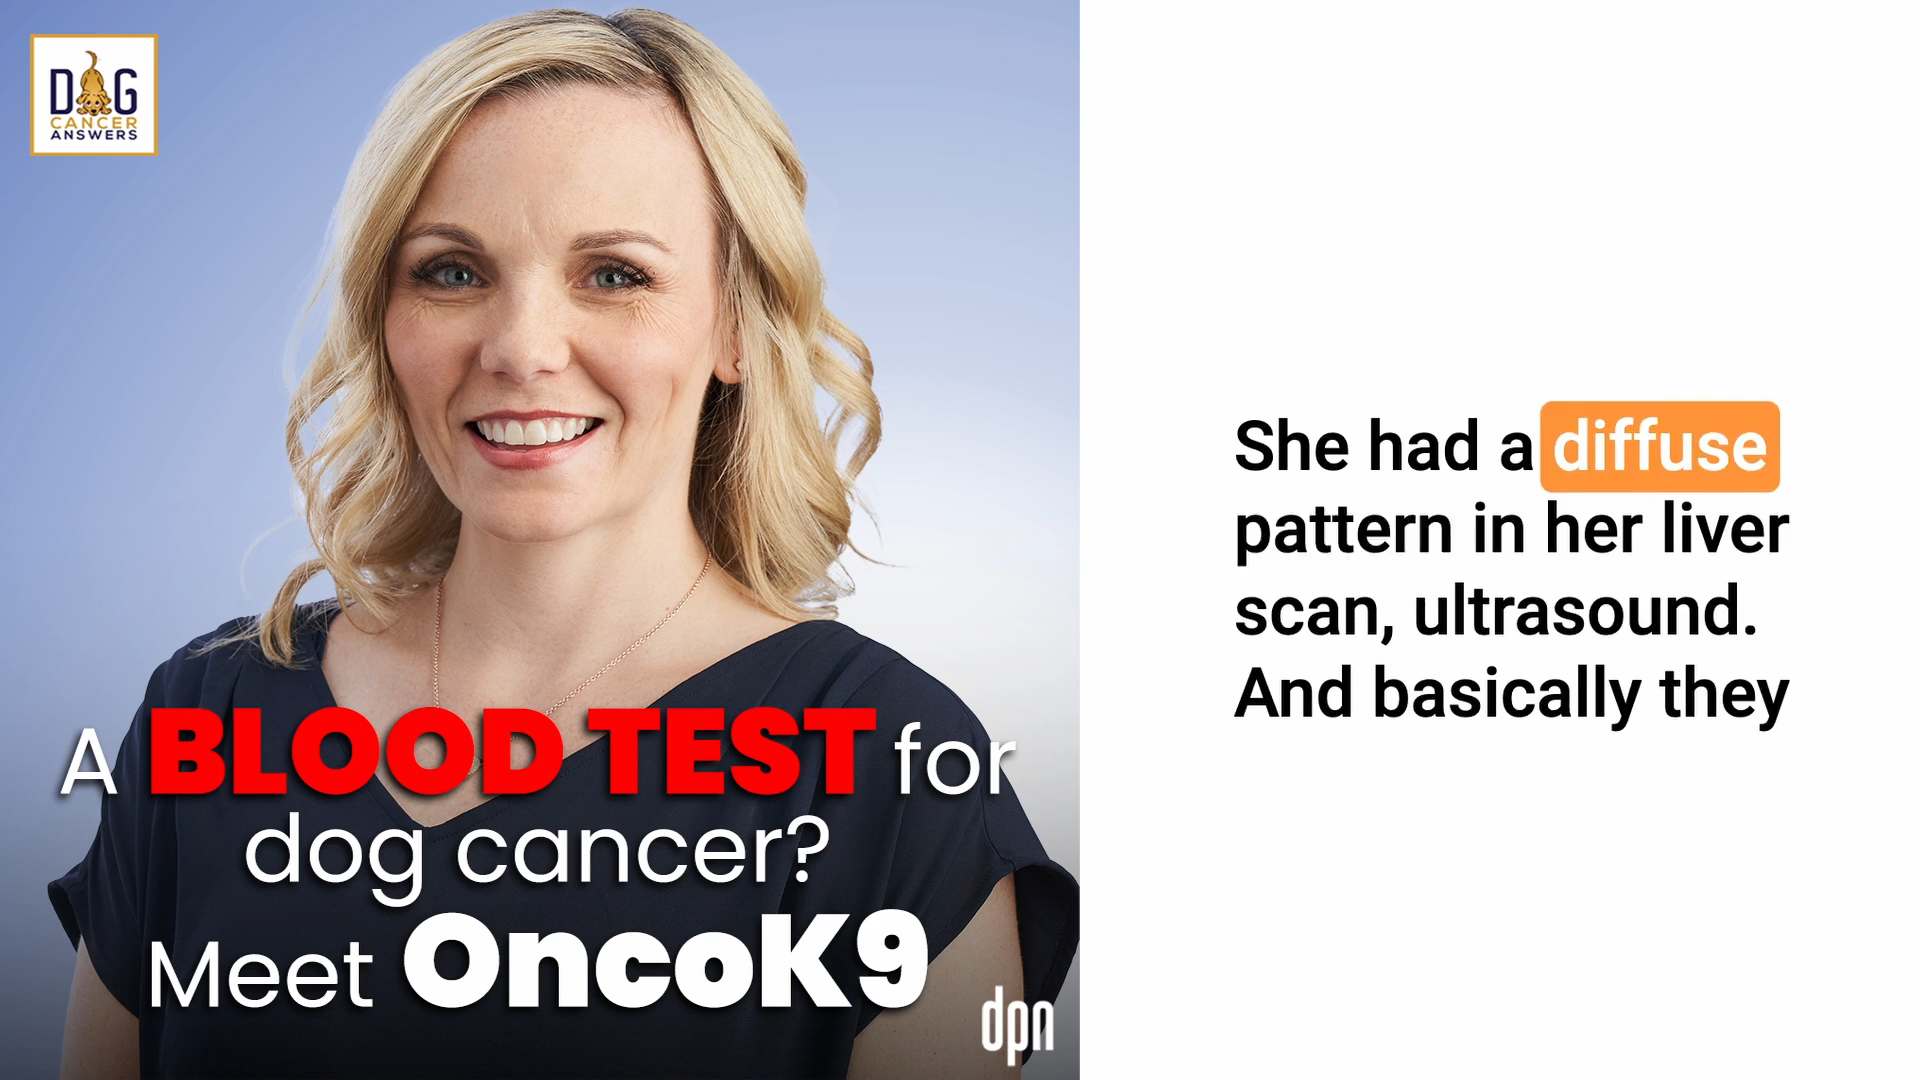 DOG
CANCER
ANSWERS
A BLOOD TEST for
dog cancer?
Meet OncoK9
dpn
She had a diffuse
pattern in her liver
scan, ultrasound.
And basically they